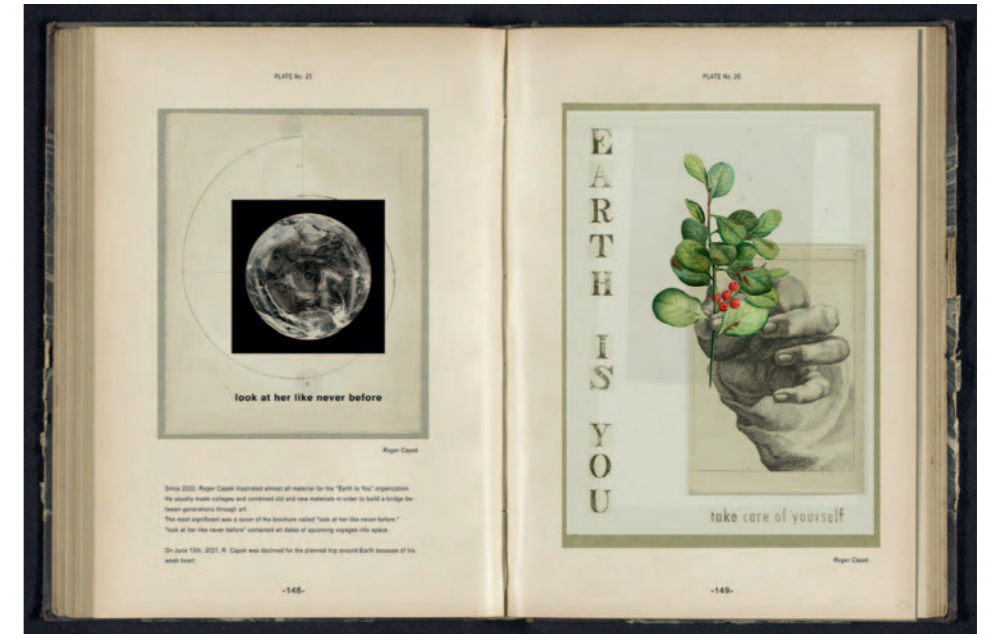 PLATE No. 25
look at her like never before
Roger Capek
Since 2020, Roger Capek illustrated almost all material for the "Earth to You" organization.
He usually made collages and combined old and new materials in order to build a bridge be-
tween generations through art.
The most significant was a cover of the brochure called "look at her like never before."
"look at her like never before" contained all dates of upcoming voyages into space.
On June 13th, 2021, R. Capek was declined for the planned trip around Earth because of his
weak heart.
-148-
PLATE No. 26
EARTH IS YOU
take care of yourself
Roger Capek
-149-